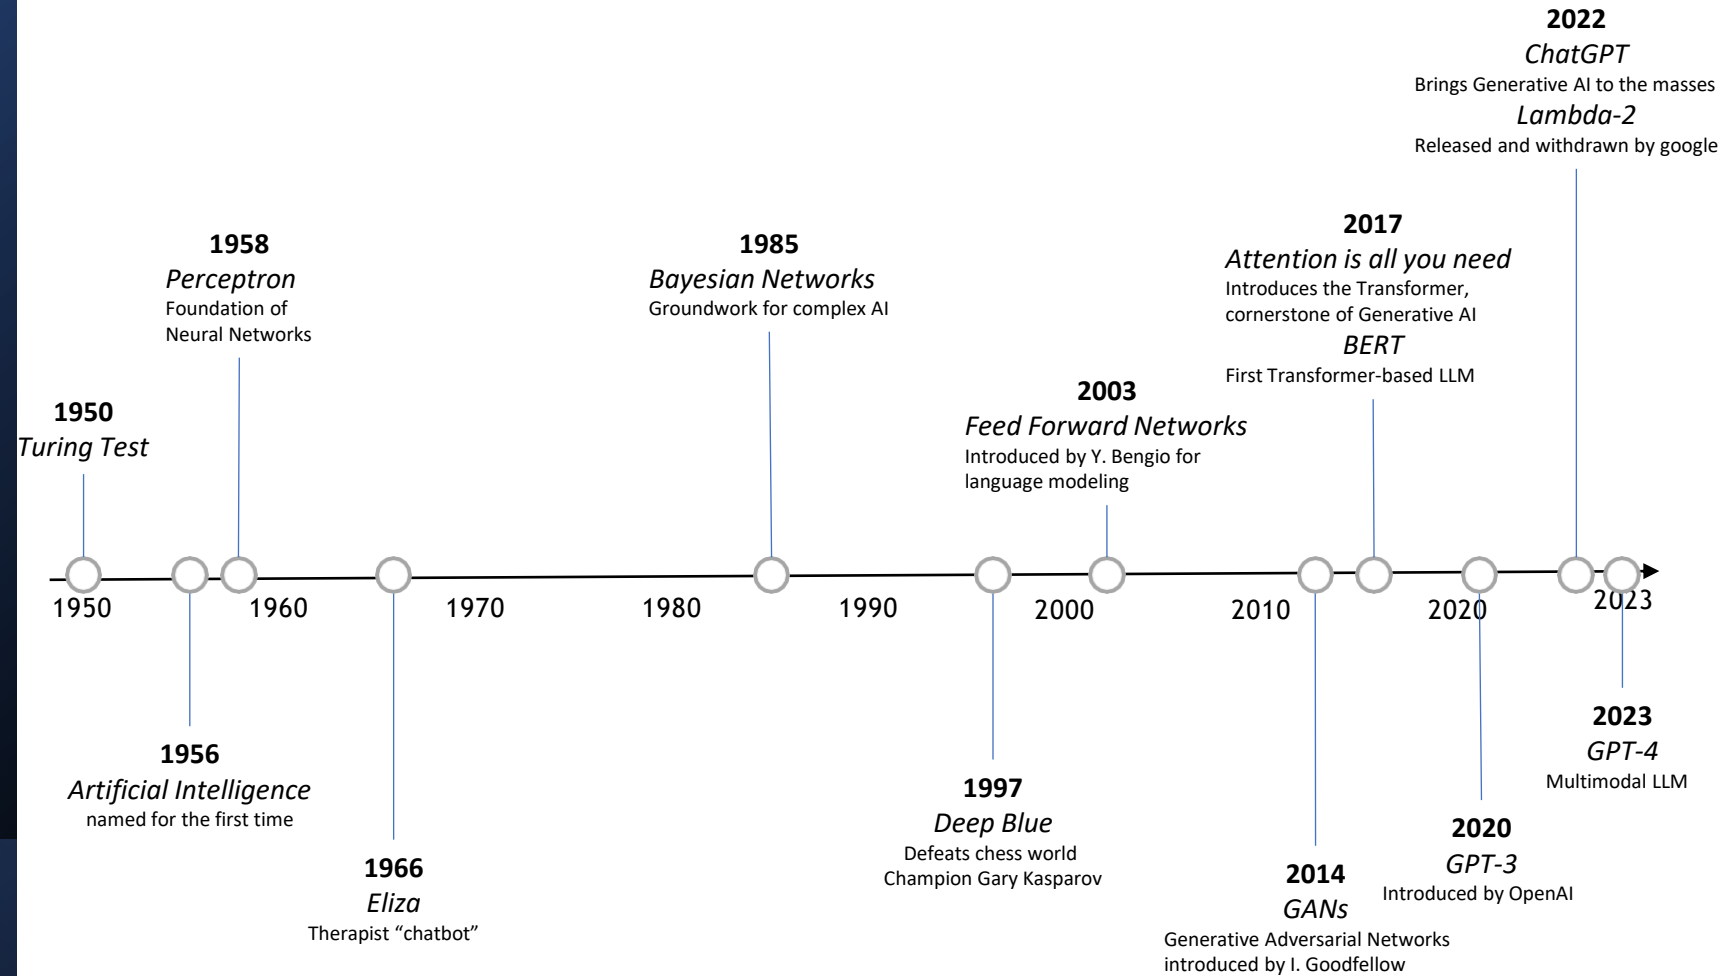 2022
ChatGPT
Brings Generative AI to the masses
Lambda-2
Released and withdrawn by google
2017
Attention is all you need
Introduces the Transformer,
cornerstone of Generative AI
BERT
First Transformer-based LLM
1958
Perceptron
Foundation of
Neural Networks
1985
Bayesian Networks
Groundwork for complex AI
2003
Feed Forward Networks
Introduced by Y. Bengio for
language modeling
1950
Turing Test
1950
1960
1970
1980
1990
2000
2010
2020
2023
1956
Artificial Intelligence
named for the first time
1966
Eliza
Therapist “chatbot”
1997
Deep Blue
Defeats chess world
Champion Gary Kasparov
2014
GANs
Generative Adversarial Networks
introduced by I. Goodfellow
2020
GPT-3
Introduced by OpenAI
2023
GPT-4
Multimodal LLM